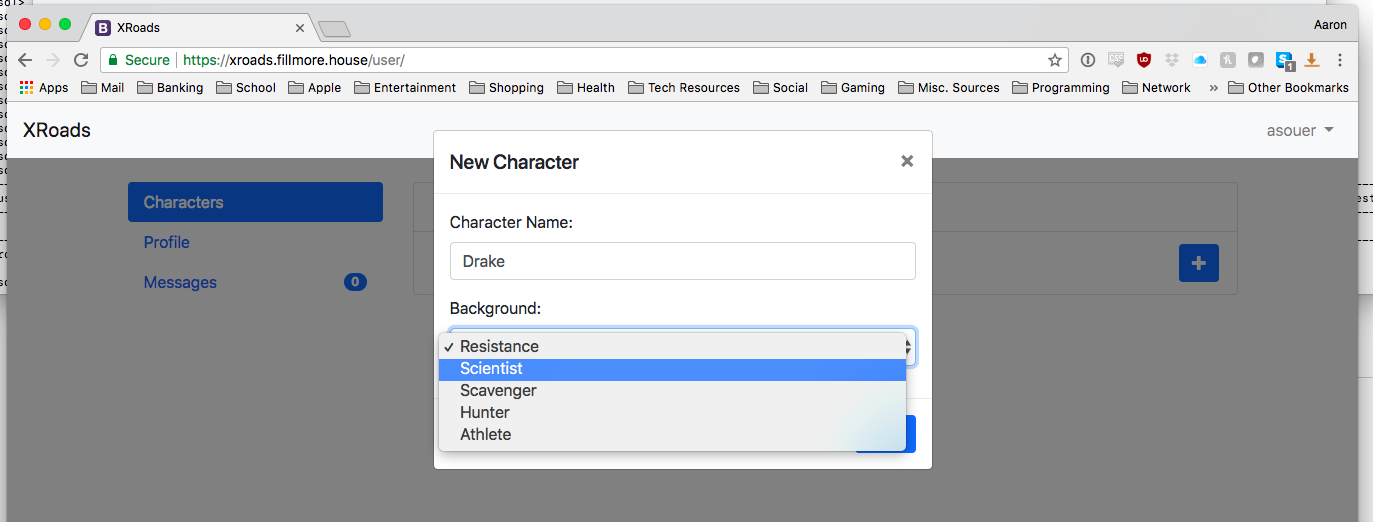 XRoads
Aaron
Secure https://xroads.fillmore.house/user/
Apps Mail Banking School Apple Entertainment Shopping Health Tech Resources Social Gaming Misc. Sources Programming Network » Other Bookmarks
XRoads asouer
New Character ×
Characters
Profile
Messages 0
Character Name:
Drake
Background:
Resistance
Scientist
Scavenger
Hunter
Athlete